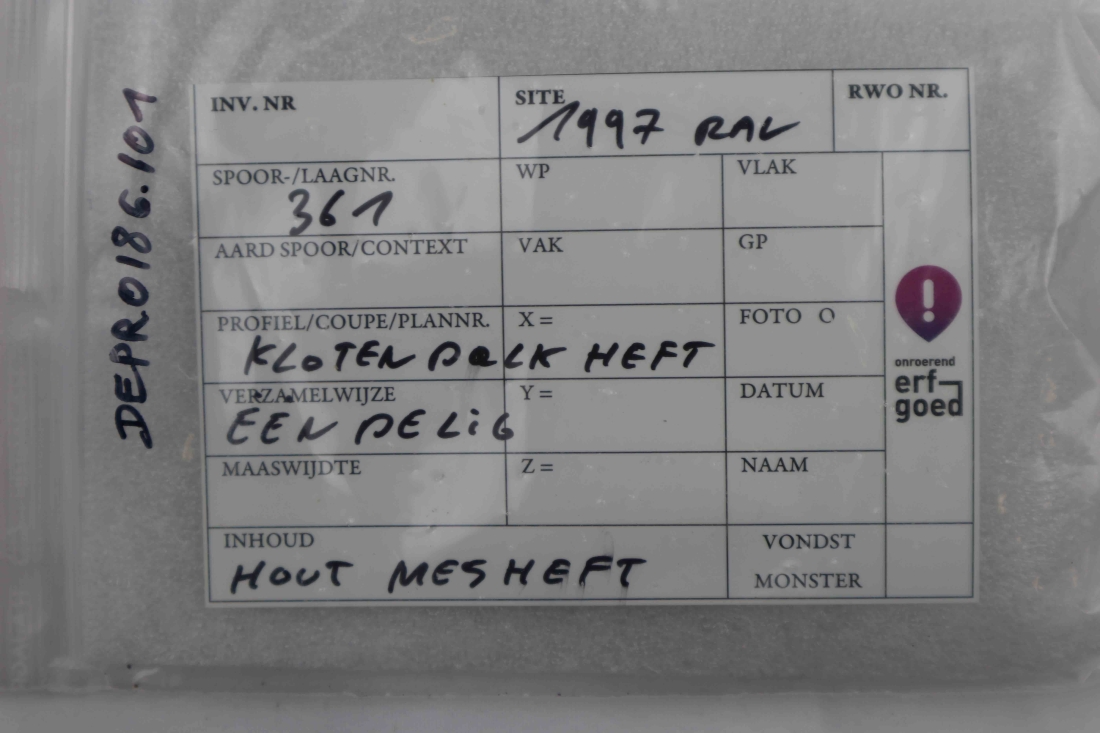 DEPR0186.101
INV. NR
SITE
1997 RAV
RWO NR.
SPOOR-/LAAGNR.
361
WP
VLAK
AARD SPOOR/CONTEXT
VAK
GP
PROFIEL/COUPE/PLANNR.
X =
FOTO O
KLOTEN DOLK HEFT
VERZAMELWIJZE
Y =
DATUM
EEN DELIG
MAASWIJDTE
Z =
NAAM
INHOUD
HOUT MESHEFT
VONDST
MONSTER
onroerend
erf
goed